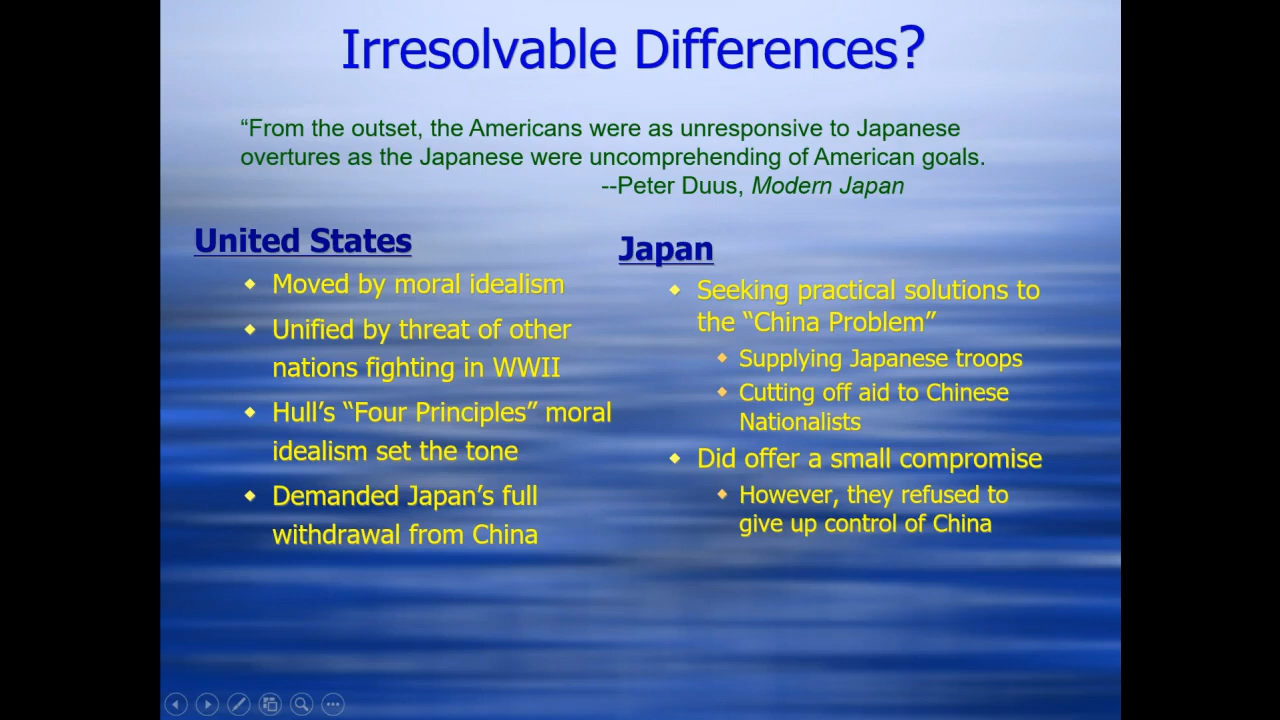 Irresolvable Differences?
“From the outset, the Americans were as unresponsive to Japanese
overtures as the Japanese were uncomprehending of American goals.
--Peter Duus, Modern Japan
United States
Moved by moral idealism
Unified by threat of other
nations fighting in WWII
Hull’s “Four Principles” moral
idealism set the tone
Demanded Japan’s full
withdrawal from China
Japan
Seeking practical solutions to
the “China Problem”
Supplying Japanese troops
Cutting off aid to Chinese
Nationalists
Did offer a small compromise
However, they refused to
give up control of China